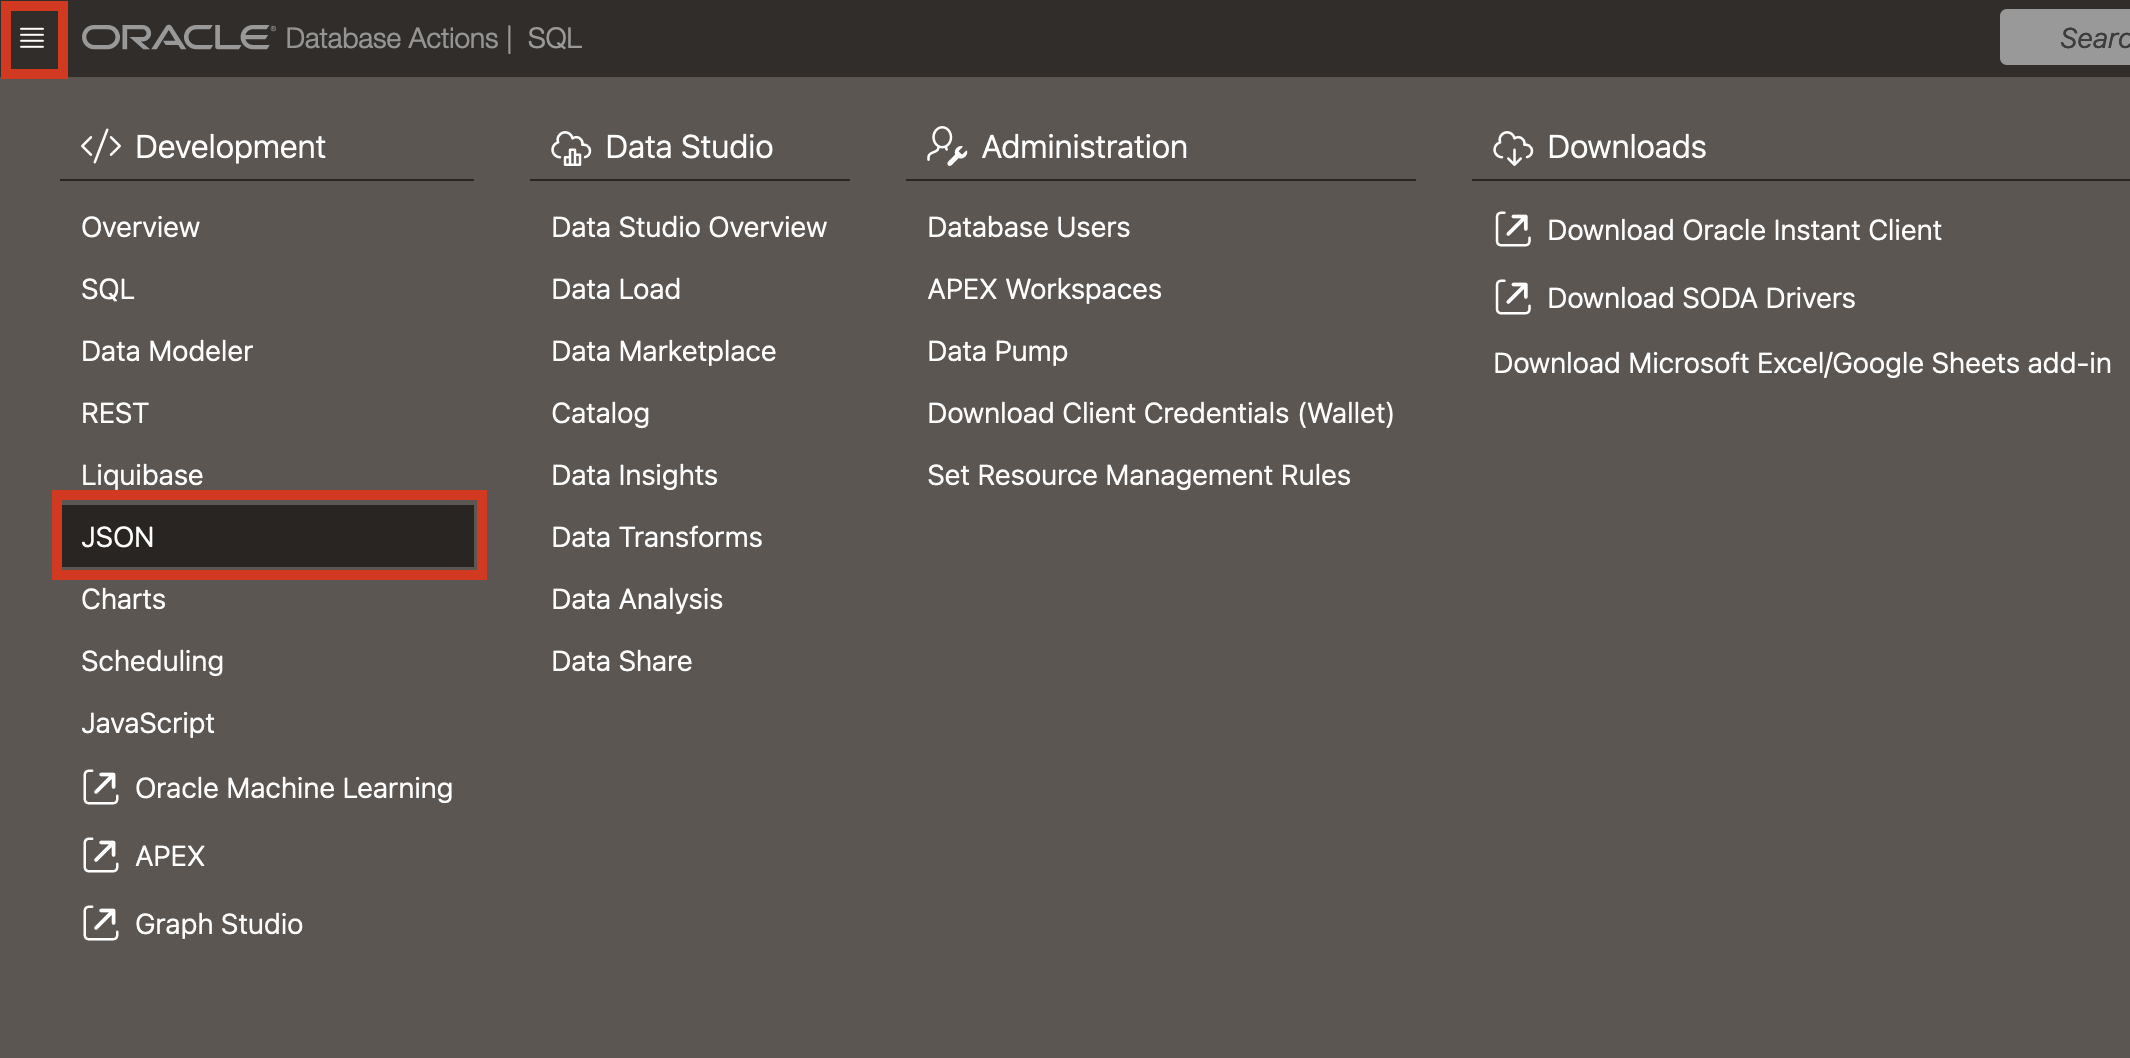 ORACLE Database Actions | SQL
Searc
</> Development
Overview
SQL
Data Modeler
REST
Liquibase
JSON
Charts
Scheduling
JavaScript
Oracle Machine Learning
APEX
Graph Studio
Data Studio
Data Studio Overview
Data Load
Data Marketplace
Catalog
Data Insights
Data Transforms
Data Analysis
Data Share
Administration
Database Users
APEX Workspaces
Data Pump
Download Client Credentials (Wallet)
Set Resource Management Rules
Downloads
Download Oracle Instant Client
Download SODA Drivers
Download Microsoft Excel/Google Sheets add-in